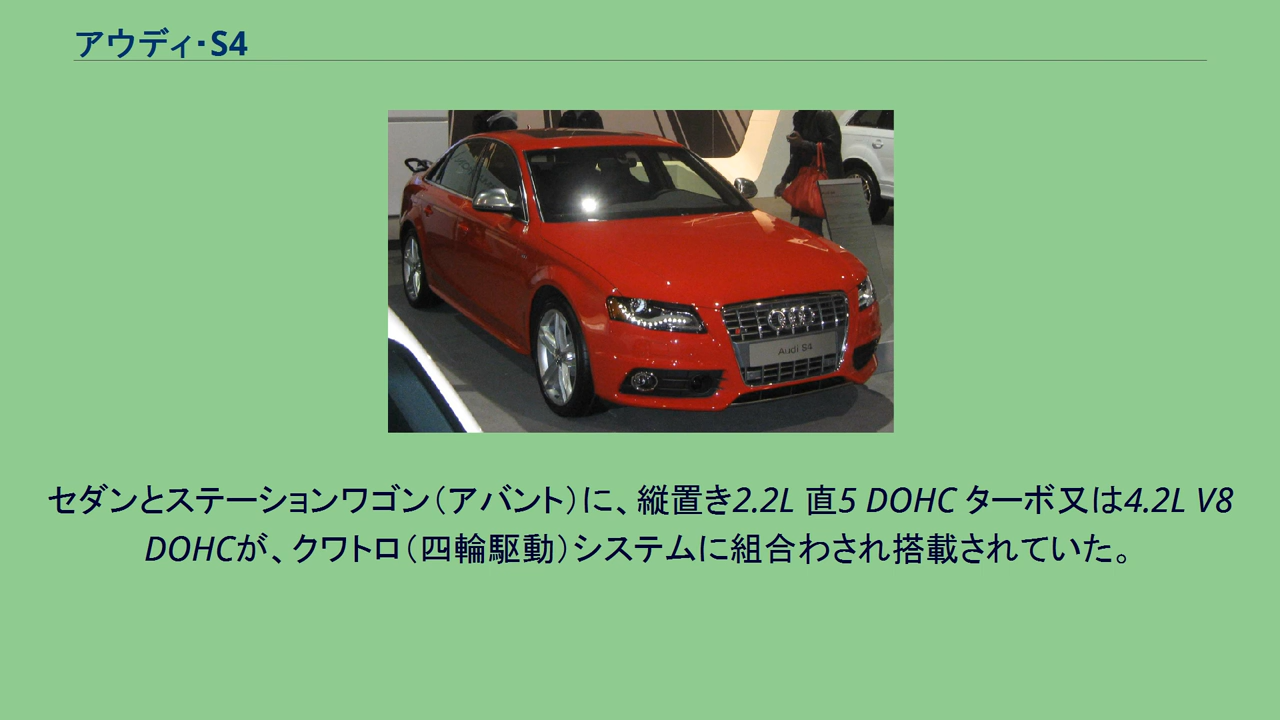 アウディ・S4
Audi S4
セダンとステーションワゴン（アバント）に、縦置き2.2L 直5 DOHC ターボ又は4.2L V8
DOHCが、クワトロ（四輪駆動）システムに組合わされ搭載されていた。